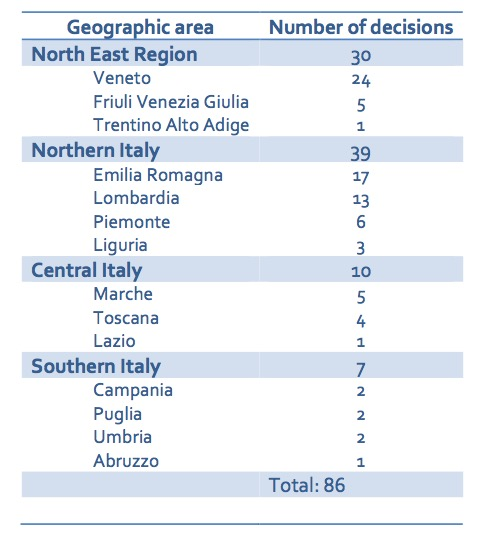 Geographic area Number of decisions
North East Region 30
Veneto 24
Friuli Venezia Giulia 5
Trentino Alto Adige 1
Northern Italy 39
Emilia Romagna 17
Lombardia 13
Piemonte 6
Liguria 3
Central Italy 10
Marche 5
Toscana 4
Lazio 1
Southern Italy 7
Campania 2
Puglia 2
Umbria 2
Abruzzo 1
Total: 86